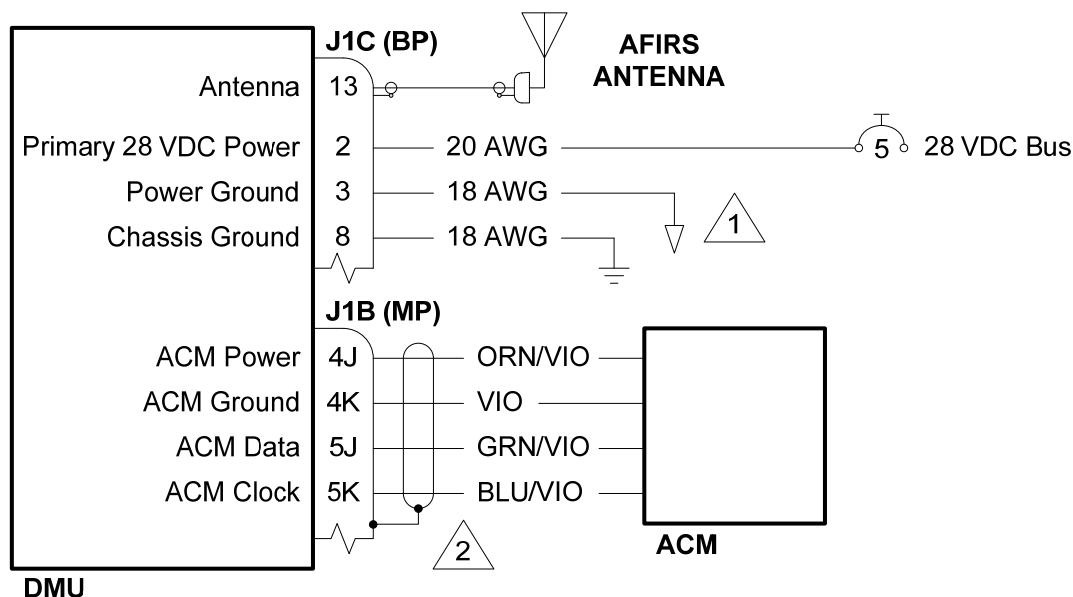 J1C (BP)
AFIRS
ANTENNA
Antenna 13
Primary 28 VDC Power 2 20 AWG 5 28 VDC Bus
Power Ground 3 18 AWG 1
Chassis Ground 8 18 AWG
J1B (MP)
ACM Power 4J ORN/VIO
ACM Ground 4K VIO
ACM Data 5J GRN/VIO
ACM Clock 5K BLU/VIO
2
ACM
DMU